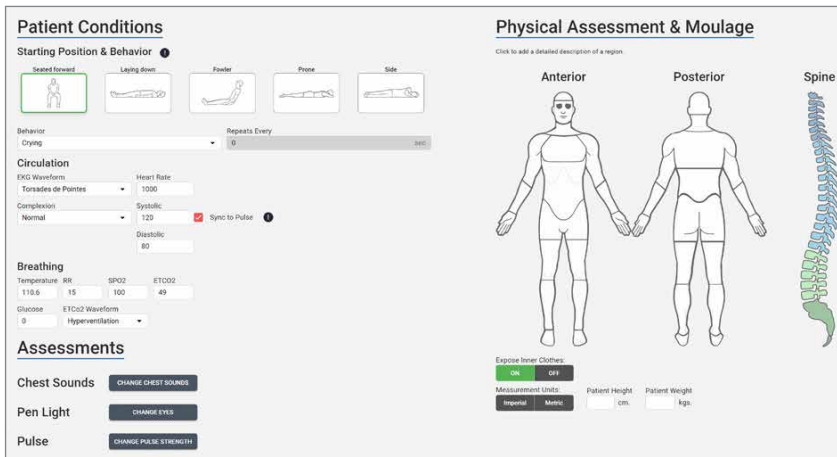 Patient Conditions
Starting Position & Behavior !
Seated forward Laying down Fowler Prone Side
Behavior Repeats Every
Crying 0 sec
Circulation
EKG Waveform Heart Rate
Torsades de Pointes 1000
Complexion Systolic
Normal 120 Sync to Pulse !
Diastolic
80
Breathing
Temperature RR SPO2 ETCO2
110.6 15 100 49
Glucose ETCo2 Waveform
0 Hyperventilation
Assessments
Chest Sounds CHANGE CHEST SOUNDS
Pen Light CHANGE EYES
Pulse CHANGE PULSE STRENGTH
Physical Assessment & Moulage
Click to add a detailed description of a region.
Anterior Posterior Spine
Expose Inner Clothes:
ON OFF
Measurement Units: Patient Height Patient Weight
Imperial Metric cm. kgs.